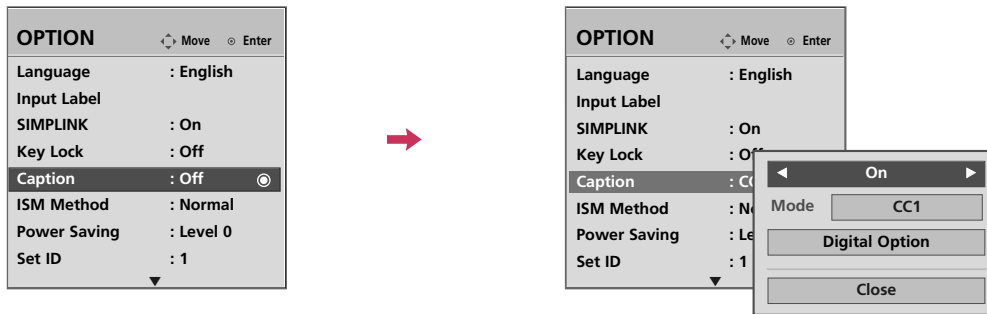 OPTION Move Enter
Language : English
Input Label
SIMPLINK : On
Key Lock : Off
Caption : Off
ISM Method : Normal
Power Saving : Level 0
Set ID : 1
OPTION Move Enter
Language : English
Input Label
SIMPLINK : On
Key Lock
Caption
ISM Method
Power Saving
Set ID : 1
On
Mode CC1
Digital Option
Close